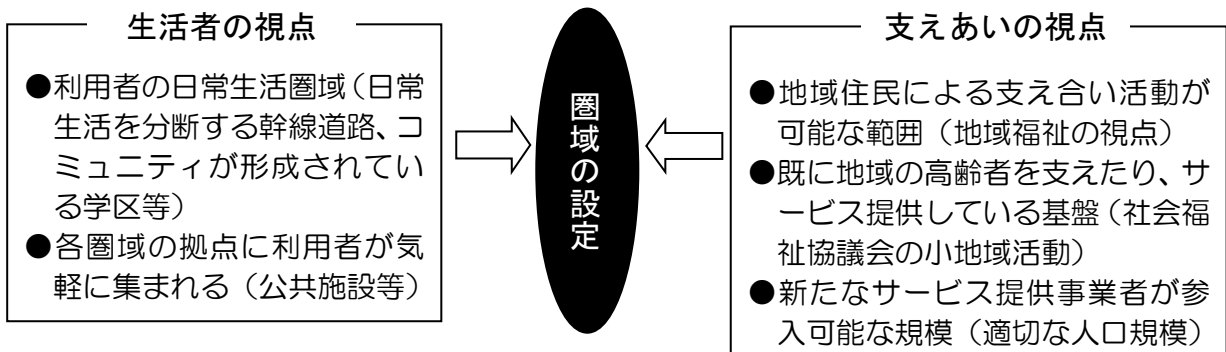 生活者の視点
●利用者の日常生活圏域（日常
生活を分断する幹線道路、コ
ミュニティが形成されてい
る学区等）
●各圏域の拠点に利用者が気
軽に集まれる（公共施設等）
圏域の設定
支えあいの視点
●地域住民による支え合い活動が
可能な範囲（地域福祉の視点）
●既に地域の高齢者を支えたり、サ
ービス提供している基盤（社会福
祉協議会の小地域活動）
●新たなサービス提供事業者が参
入可能な規模（適切な人口規模）